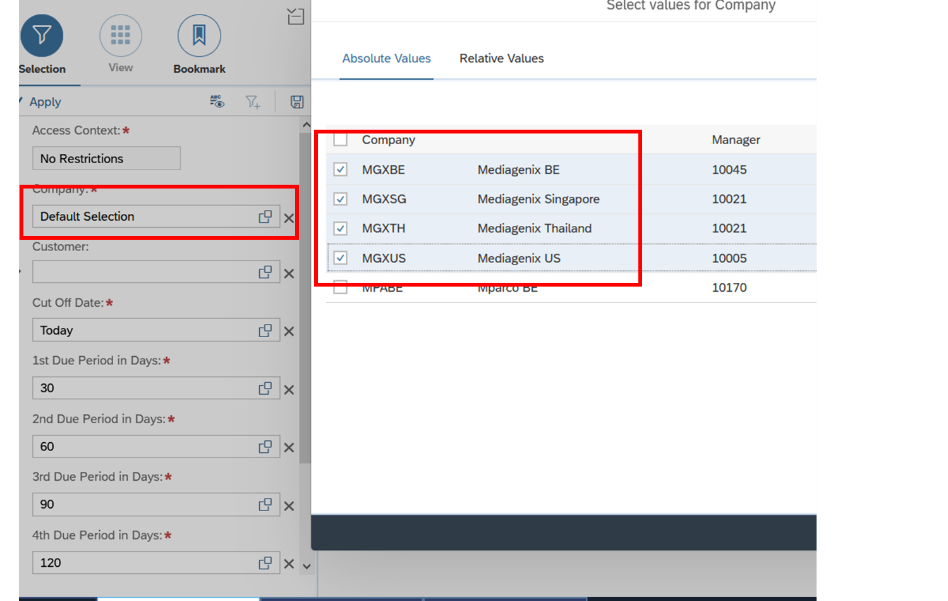 Select values for Company
Selection
View
Bookmark
Absolute Values
Relative Values
Apply
ABC
Access Context:*
No Restrictions
Company:*
Default Selection
Customer:
Cut Off Date:*
Today
1st Due Period in Days:*
30
2nd Due Period in Days:*
60
3rd Due Period in Days:*
90
4th Due Period in Days:*
120
Company Manager
MGXBE Mediagenix BE 10045
MGXSG Mediagenix Singapore 10021
MGXTH Mediagenix Thailand 10021
MGXUS Mediagenix US 10005
MPABE Mparco BE 10170